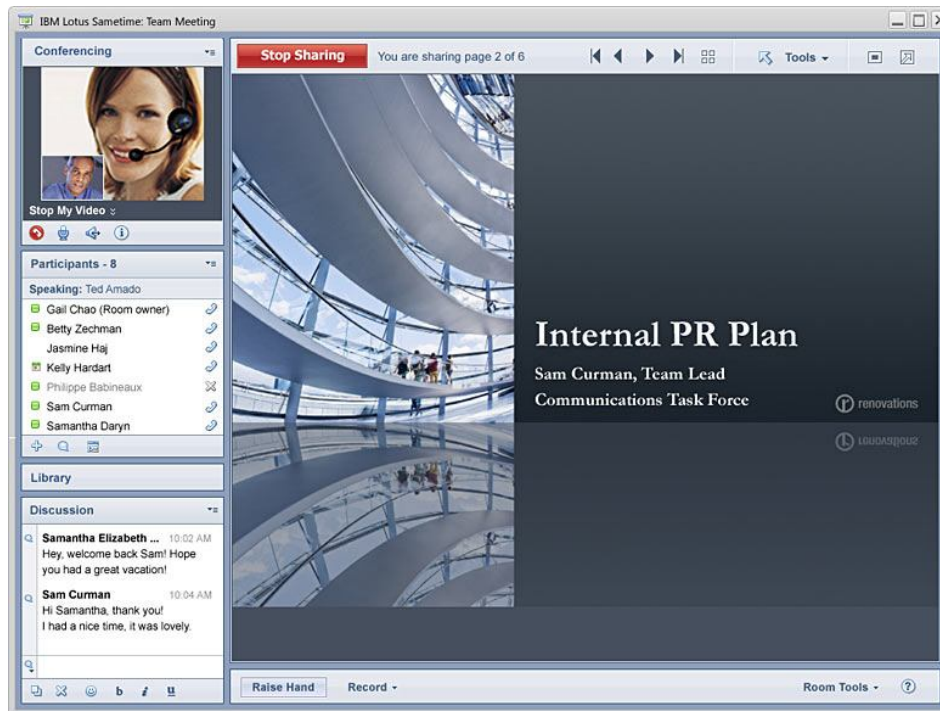 IBM Lotus Sametime: Team Meeting
Conferencing
Stop My Video
Participants - 8
Speaking: Ted Amado
Gail Chao (Room owner)
Betty Zechman
Jasmine Haj
Kelly Hardart
Philippe Babineaux
Sam Curman
Samantha Daryn
Library
Discussion
Samantha Elizabeth ... 10:02 AM
Hey, welcome back Sam! Hope
you had a great vacation!
Sam Curman 10:04 AM
Hi Samantha, thank you!
I had a nice time, it was lovely.
b i u
Stop Sharing You are sharing page 2 of 6 Tools
Internal PR Plan
Sam Curman, Team Lead
Communications Task Force
r renovations
Raise Hand Record Room Tools ?